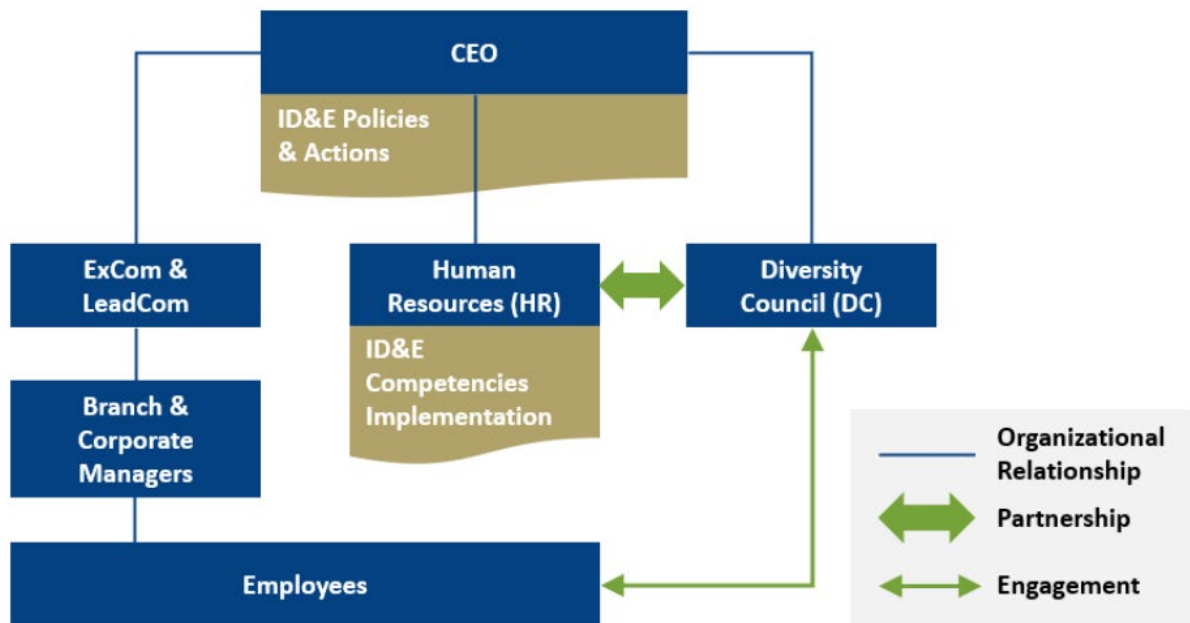 CEO
ID&E Policies
& Actions
ExCom &
LeadCom
Human
Resources (HR)
Diversity
Council (DC)
ID&E
Competencies
Implementation
Branch &
Corporate
Managers
Employees
Organizational
Relationship
Partnership
Engagement